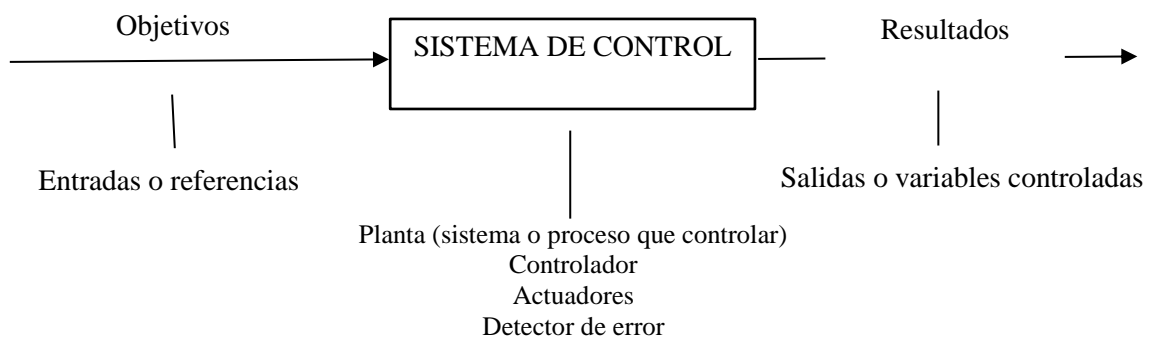 Objetivos
SISTEMA DE CONTROL
Resultados
Entradas o referencias
Salidas o variables controladas
Planta (sistema o proceso que controlar)
Controlador
Actuadores
Detector de error